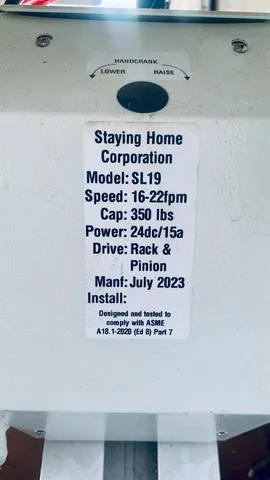 HANDCRANK
LOWER RAISE
Staying Home
Corporation
Model: SL19
Speed: 16-22fpm
Cap: 350 lbs
Power: 24dc/15a
Drive: Rack &
Pinion
Manf: July 2023
Install:
Designed and tested to
comply with ASME
A18.1-2020 (Ed 8) Part 7